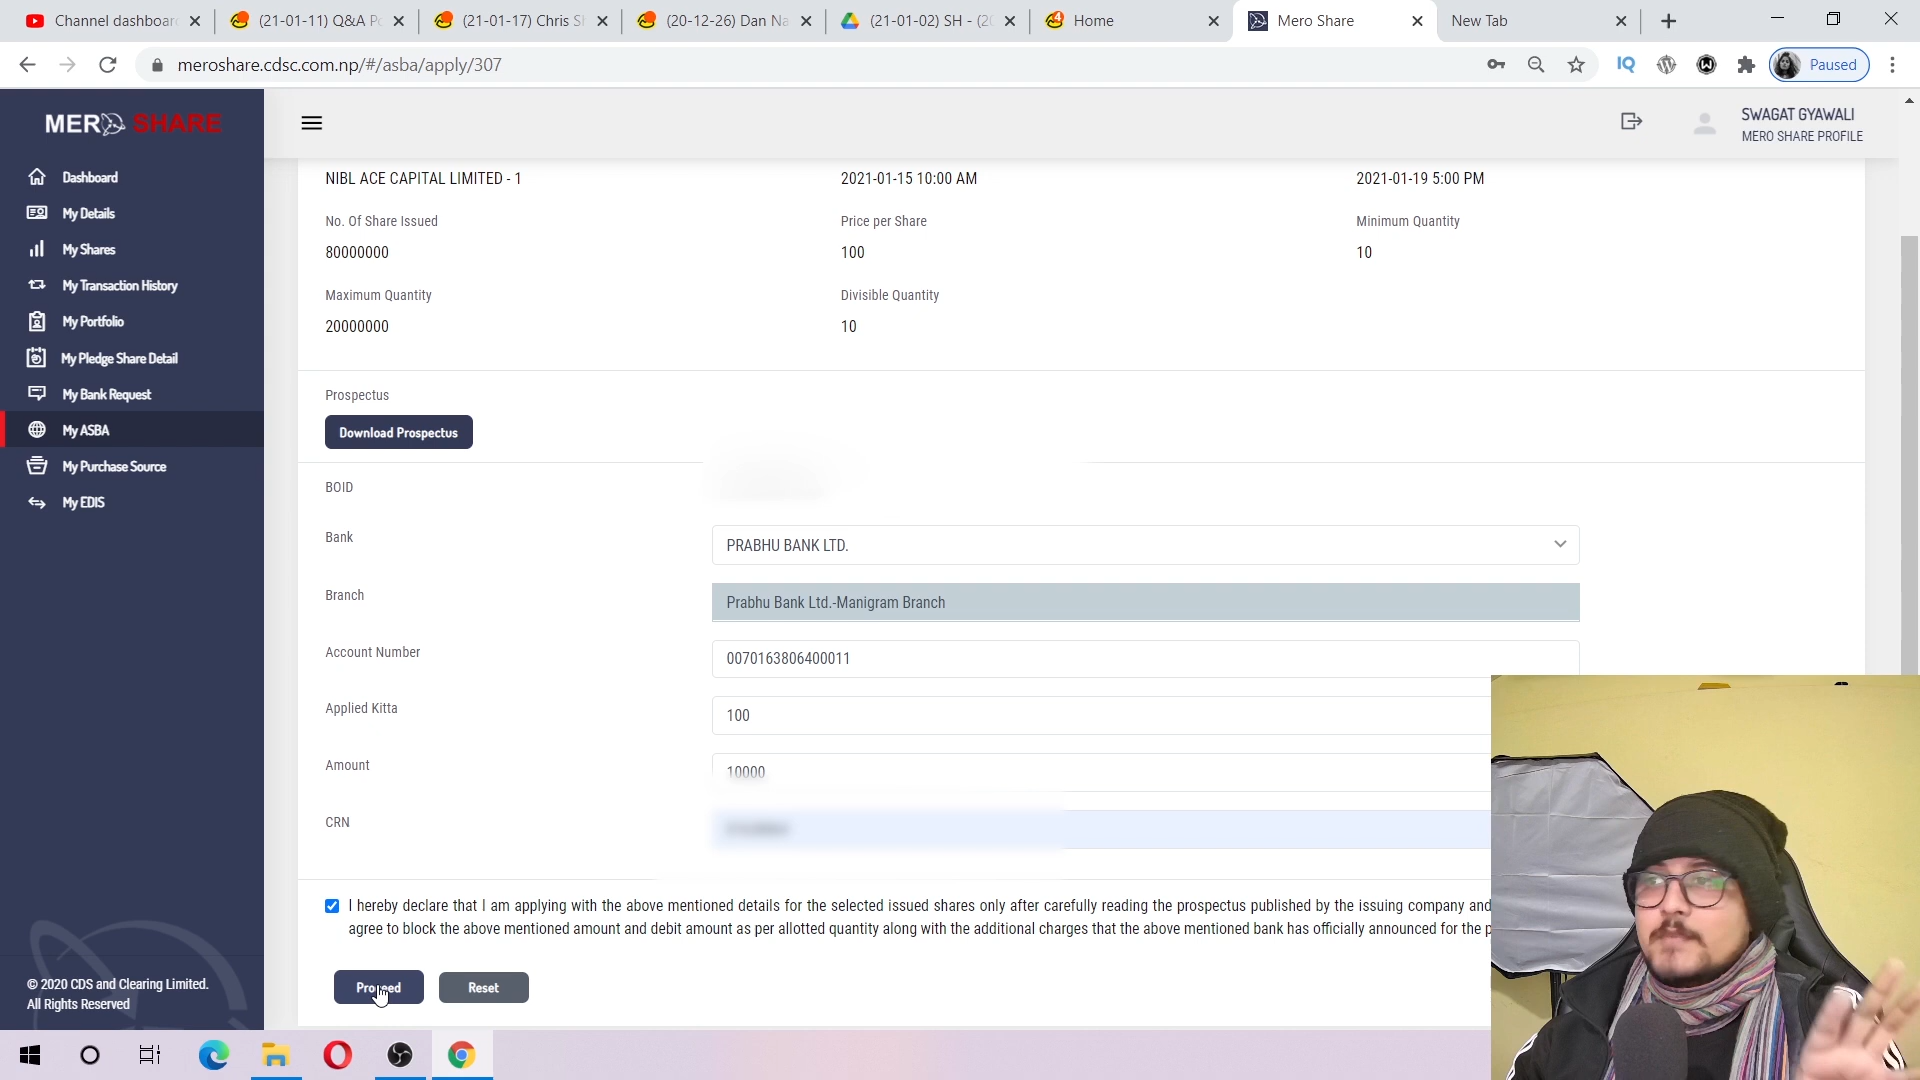 Channel dashboar
(21-01-11) Q&A Po
(21-01-17) Chris S
(20-12-26) Dan Na
(21-01-02) SH - (20
Home
Mero Share
New Tab
meroshare.cdsc.com.np/#/asba/apply/307
IQ
Paused
MERO SHARE
SWAGAT GYAWALI
MERO SHARE PROFILE
Dashboard
My Details
My Shares
My Transaction History
My Portfolio
My Pledge Share Detail
My Bank Request
My ASBA
My Purchase Source
My EDIS
© 2020 CDS and Clearing Limited.
All Rights Reserved
NIBL ACE CAPITAL LIMITED - 1
2021-01-15 10:00 AM
2021-01-19 5:00 PM
No. Of Share Issued
Price per Share
Minimum Quantity
80000000
100
10
Maximum Quantity
Divisible Quantity
20000000
10
Prospectus
Download Prospectus
BOID
Bank
PRABHU BANK LTD.
Branch
Prabhu Bank Ltd.-Manigram Branch
Account Number
0070163806400011
Applied Kitta
100
Amount
10000
CRN
I hereby declare that I am applying with the above mentioned details for the selected issued shares only after carefully reading the prospectus published by the issuing company and
agree to block the above mentioned amount and debit amount as per allotted quantity along with the additional charges that the above mentioned bank has officially announced for the p
Proceed
Reset